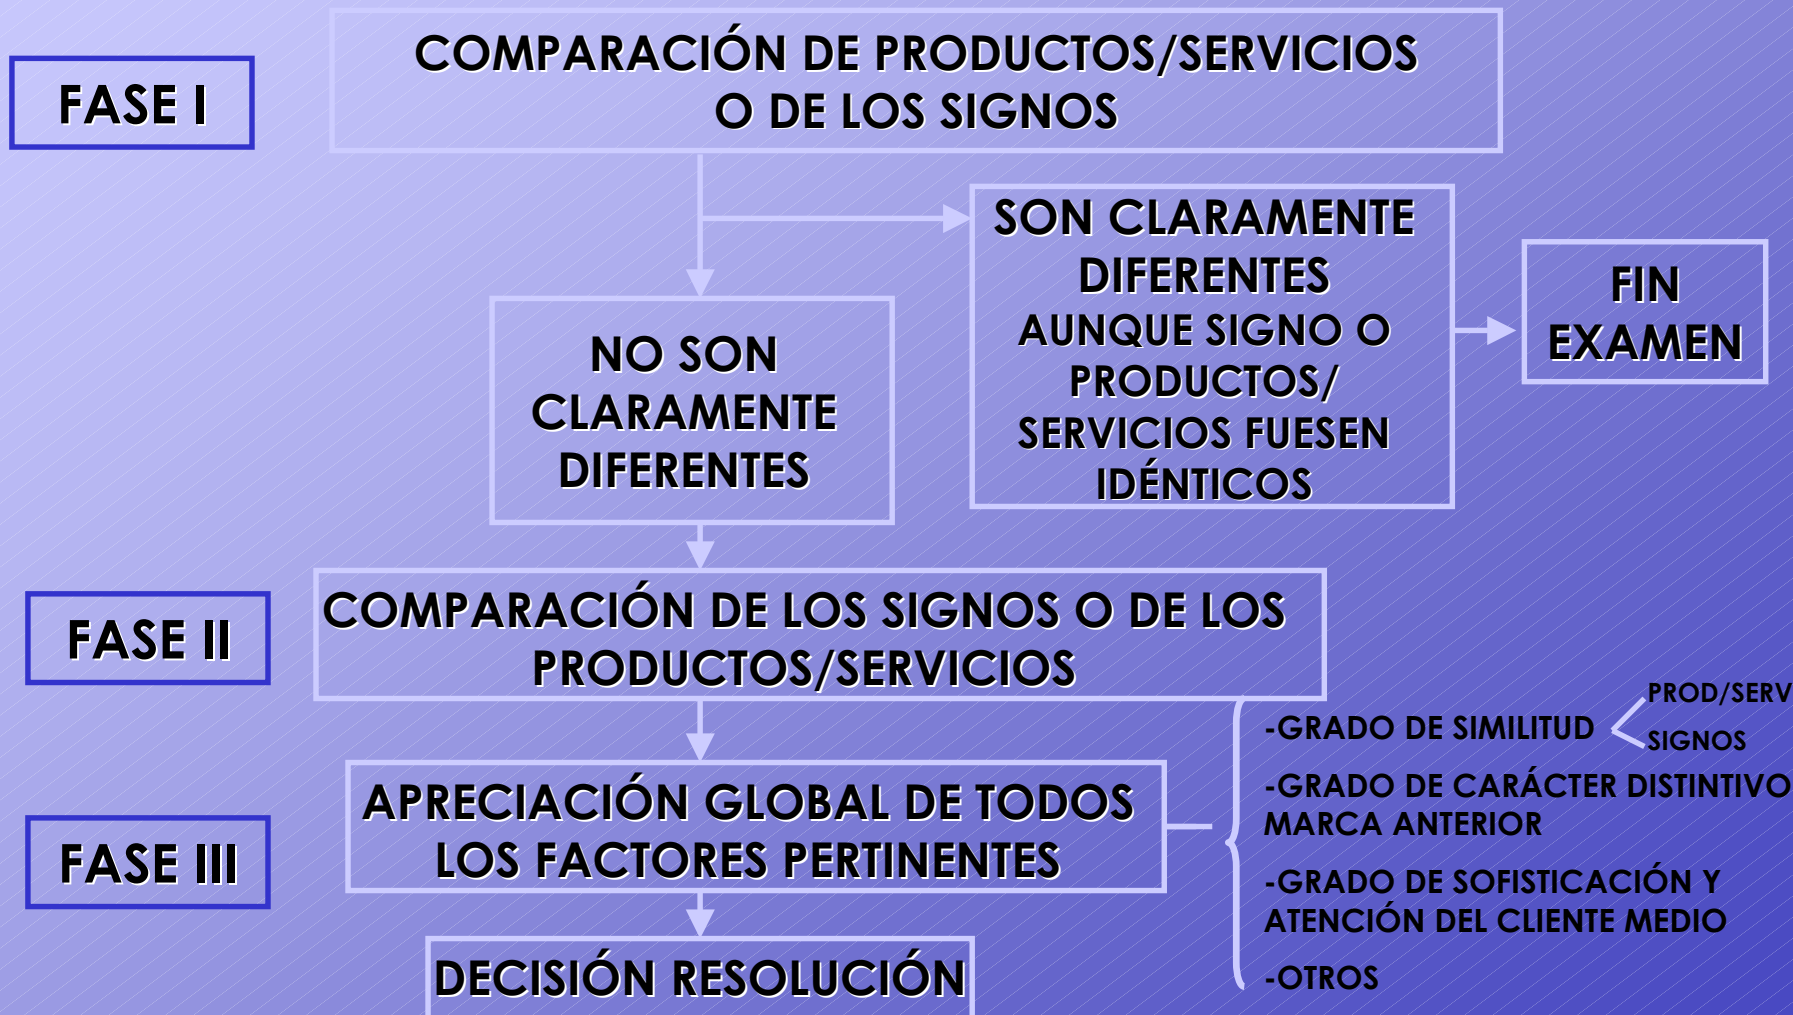 FASE I
COMPARACIÓN DE PRODUCTOS/SERVICIOS
O DE LOS SIGNOS
SON CLARAMENTE
DIFERENTES
AUNQUE SIGNO O
PRODUCTOS/
SERVICIOS FUESEN
IDÉNTICOS
FIN
EXAMEN
NO SON
CLARAMENTE
DIFERENTES
FASE II
COMPARACIÓN DE LOS SIGNOS O DE LOS
PRODUCTOS/SERVICIOS
FASE III
APRECIACIÓN GLOBAL DE TODOS
LOS FACTORES PERTINENTES
-GRADO DE SIMILITUD
PROD/SERV
SIGNOS
-GRADO DE CARÁCTER DISTINTIVO
MARCA ANTERIOR
-GRADO DE SOFISTICACIÓN Y
ATENCIÓN DEL CLIENTE MEDIO
-OTROS
DECISIÓN RESOLUCIÓN